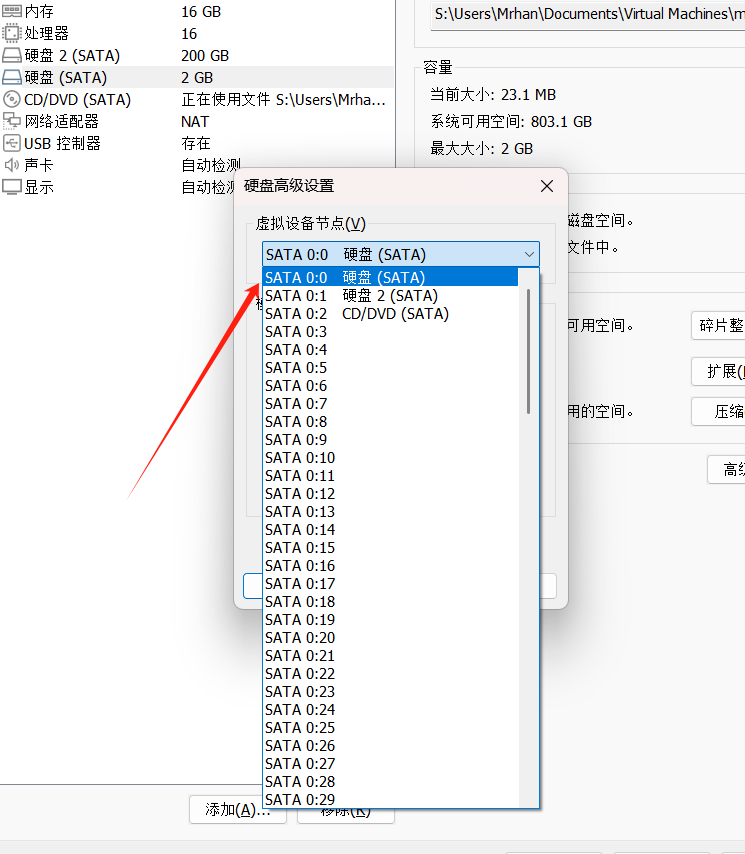 内存 16 GB
处理器 16
硬盘 2 (SATA) 200 GB
硬盘 (SATA) 2 GB
CD/DVD (SATA) 正在使用文件 S:\Users\Mrha...
网络适配器 NAT
USB 控制器 存在
声卡 自动检测
显示 自动检测
S:\Users\Mrhan\Documents\Virtual Machines\m
容量
当前大小: 23.1 MB
系统可用空间: 803.1 GB
最大大小: 2 GB
磁盘空间。
文件中。
可用空间。
碎片整
扩展(
用的空间。
压缩
高级
硬盘高级设置
虚拟设备节点(V)
SATA 0:0 硬盘 (SATA)
SATA 0:0 硬盘 (SATA)
SATA 0:1 硬盘 2 (SATA)
SATA 0:2 CD/DVD (SATA)
SATA 0:3
SATA 0:4
SATA 0:5
SATA 0:6
SATA 0:7
SATA 0:8
SATA 0:9
SATA 0:10
SATA 0:11
SATA 0:12
SATA 0:13
SATA 0:14
SATA 0:15
SATA 0:16
SATA 0:17
SATA 0:18
SATA 0:19
SATA 0:20
SATA 0:21
SATA 0:22
SATA 0:23
SATA 0:24
SATA 0:25
SATA 0:26
SATA 0:27
SATA 0:28
SATA 0:29
添加(A)... 移除(R)